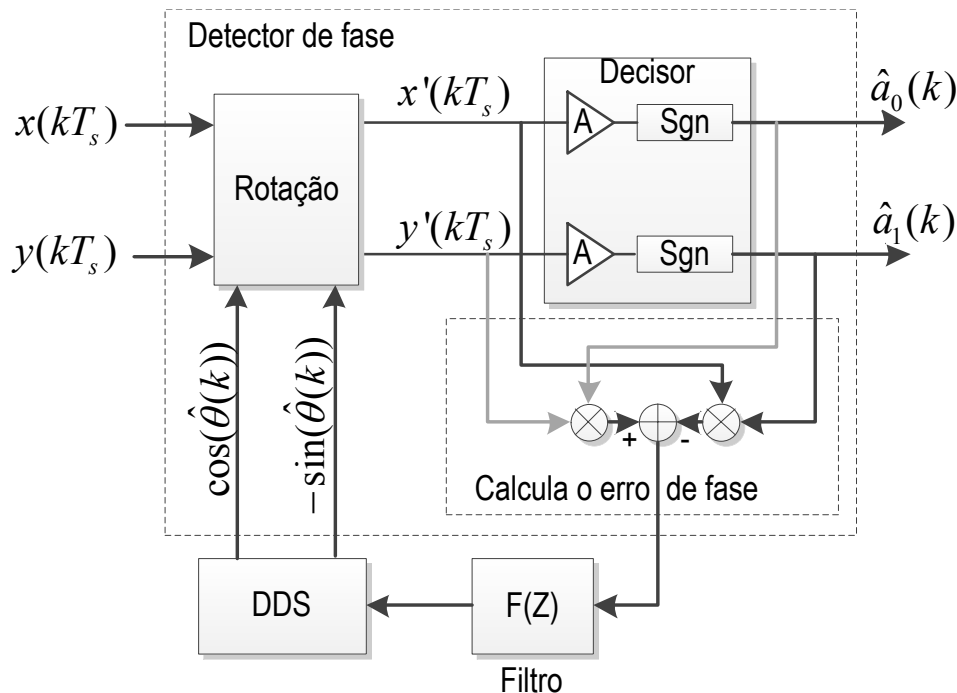 Detector de fase
x(kT_s)
y(kT_s)
Rotação
x'(kT_s)
y'(kT_s)
Decisor
A
Sgn
A
Sgn
â_0(k)
â_1(k)
cos(θ̂(k))
−sin(θ̂(k))
+
-
Calcula o erro de fase
DDS
F(Z)
Filtro